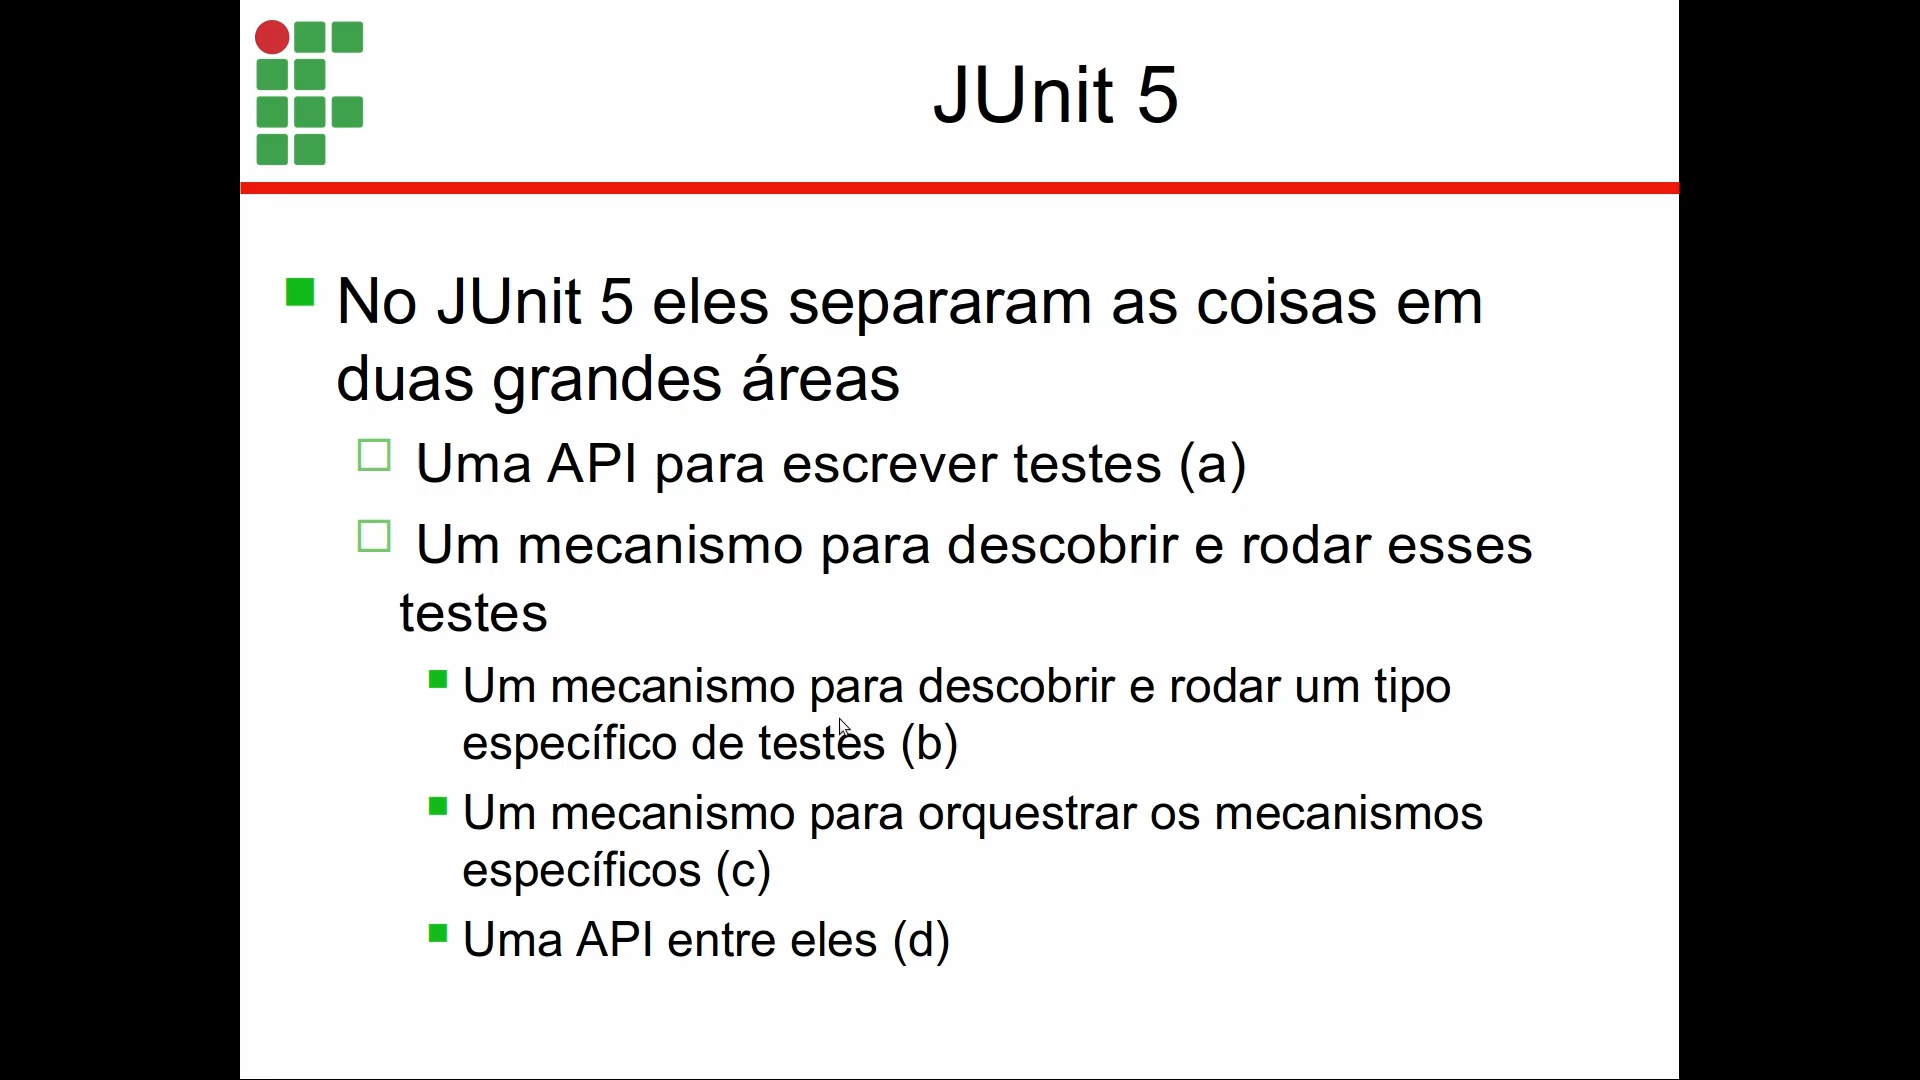 JUnit 5
No JUnit 5 eles separaram as coisas em
duas grandes áreas
Uma API para escrever testes (a)
Um mecanismo para descobrir e rodar esses
testes
Um mecanismo para descobrir e rodar um tipo
específico de testes (b)
Um mecanismo para orquestrar os mecanismos
específicos (c)
Uma API entre eles (d)